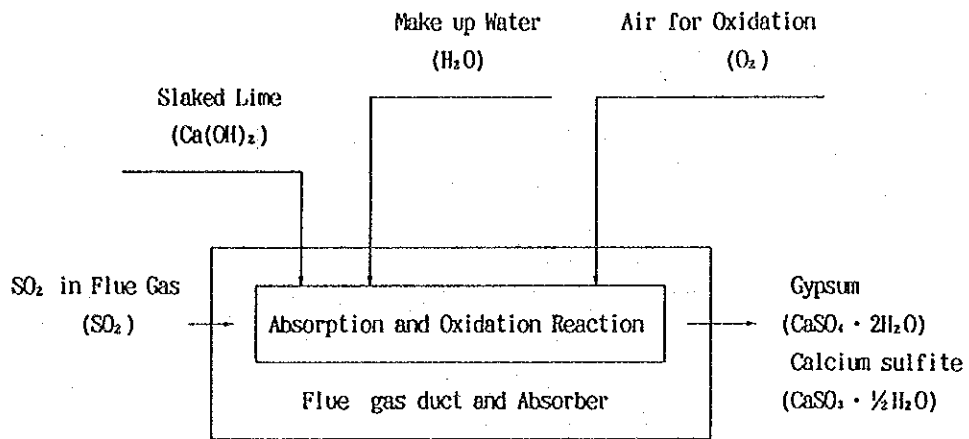 Make up Water
(H₂O)
Air for Oxidation
(O₂)
Slaked Lime
(Ca(OH)₂)
SO₂ in Flue Gas
(SO₂)
Absorption and Oxidation Reaction
Flue gas duct and Absorber
Gypsum
(CaSO₄・2H₂O)
Calcium sulfite
(CaSO₃・½H₂O)